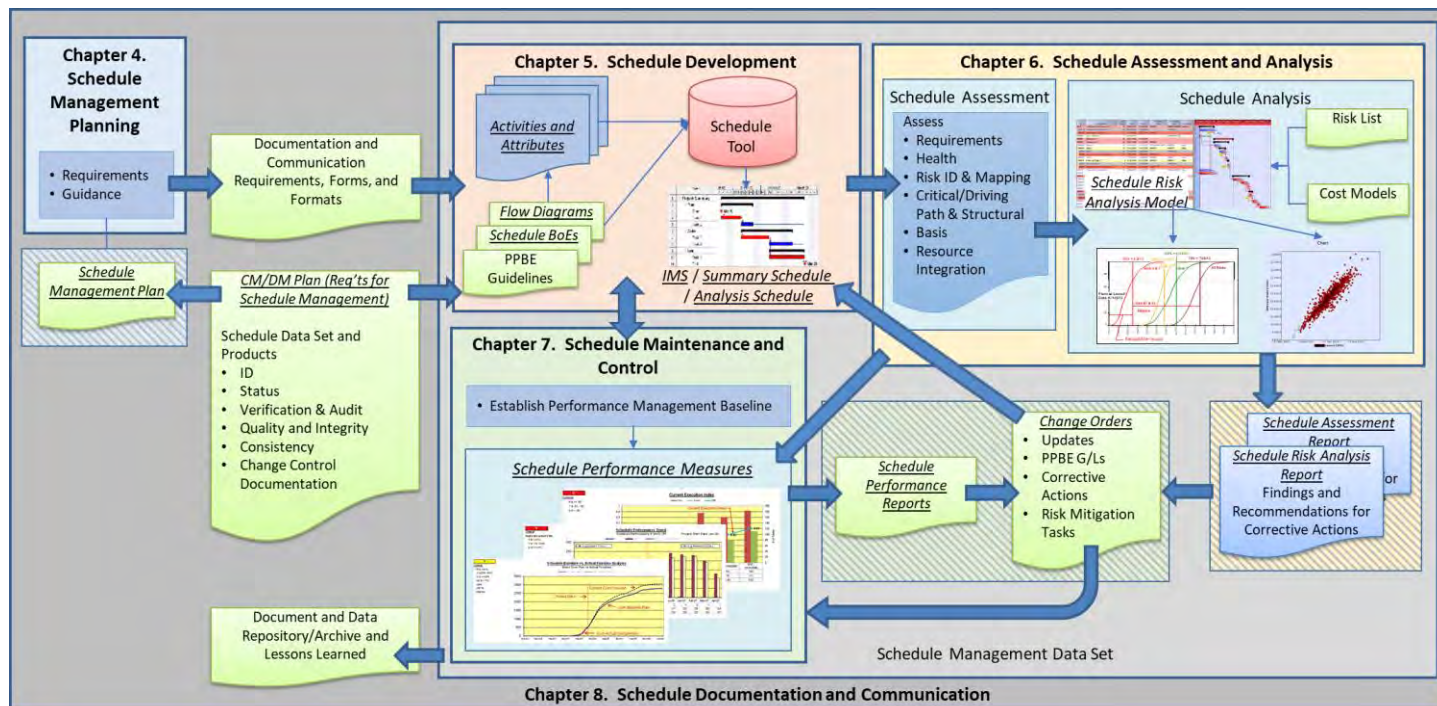 Chapter 4.
Schedule
Management
Planning
• Requirements
• Guidance
Schedule
Management Plan
Documentation and
Communication
Requirements, Forms, and
Formats
CM/DM Plan (Req'ts for
Schedule Management)
Schedule Data Set and
Products
• ID
• Status
• Verification & Audit
• Quality and Integrity
• Consistency
• Change Control
Documentation
Document and Data
Repository/Archive and
Lessons Learned
Chapter 5. Schedule Development
Activities and
Attributes
Schedule
Tool
Flow Diagrams
Schedule BoEs
PPBE
Guidelines
IMS / Summary Schedule
/ Analysis Schedule
Chapter 6. Schedule Assessment and Analysis
Schedule Assessment
Assess
• Requirements
• Health
• Risk ID & Mapping
• Critical/Driving
Path & Structural
• Basis
• Resource
Integration
Schedule Analysis
Risk List
Cost Models
Schedule Risk
Analysis Model
Chapter 7. Schedule Maintenance and
Control
• Establish Performance Management Baseline
Schedule Performance Measures
Schedule
Performance
Reports
Change Orders
• Updates
• PPBE G/Ls
• Corrective
Actions
• Risk Mitigation
Tasks
Schedule Assessment
Report
or
Schedule Risk Analysis
Report
Findings and
Recommendations for
Corrective Actions
Schedule Management Data Set
Chapter 8. Schedule Documentation and Communication